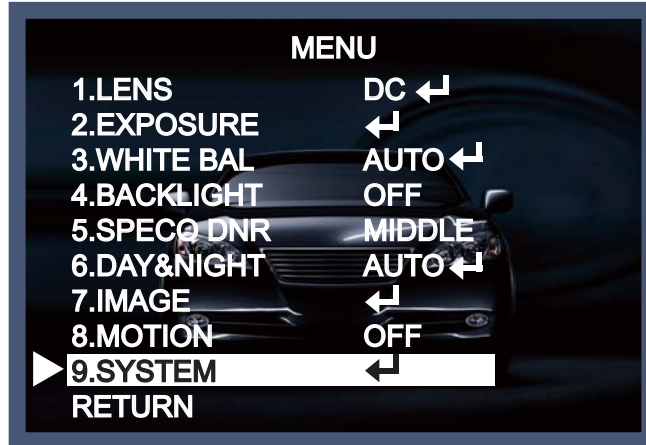 MENU
1.LENS DC ↵
2.EXPOSURE ↵
3.WHITE BAL AUTO ↵
4.BACKLIGHT OFF
5.SPECO DNR MIDDLE
6.DAY&NIGHT AUTO ↵
7.IMAGE ↵
8.MOTION OFF
9.SYSTEM ↵
RETURN